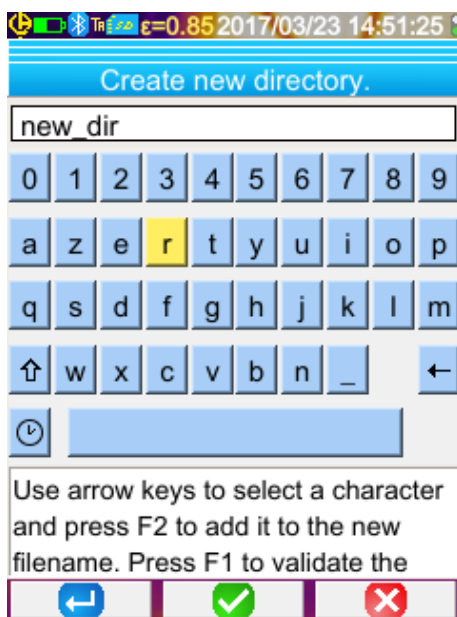 ε=0.85 2017/03/23 14:51:25
Create new directory.
new_dir
0 1 2 3 4 5 6 7 8 9
a z e r t y u i o p
q s d f g h j k l m
⇧ w x c v b n _ ←
Use arrow keys to select a character
and press F2 to add it to the new
filename. Press F1 to validate the